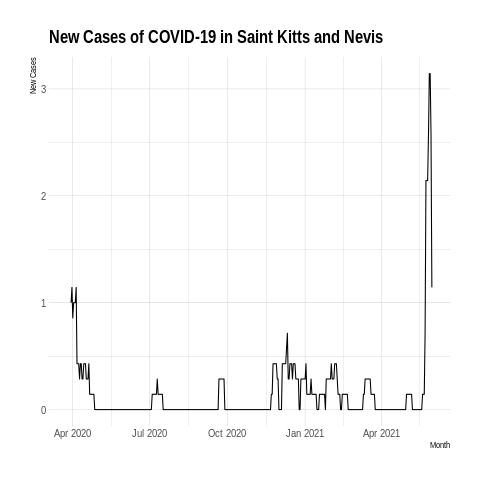 New Cases of COVID-19 in Saint Kitts and Nevis
New Cases
3
2
1
0
Apr 2020 Jul 2020 Oct 2020 Jan 2021 Apr 2021
Month